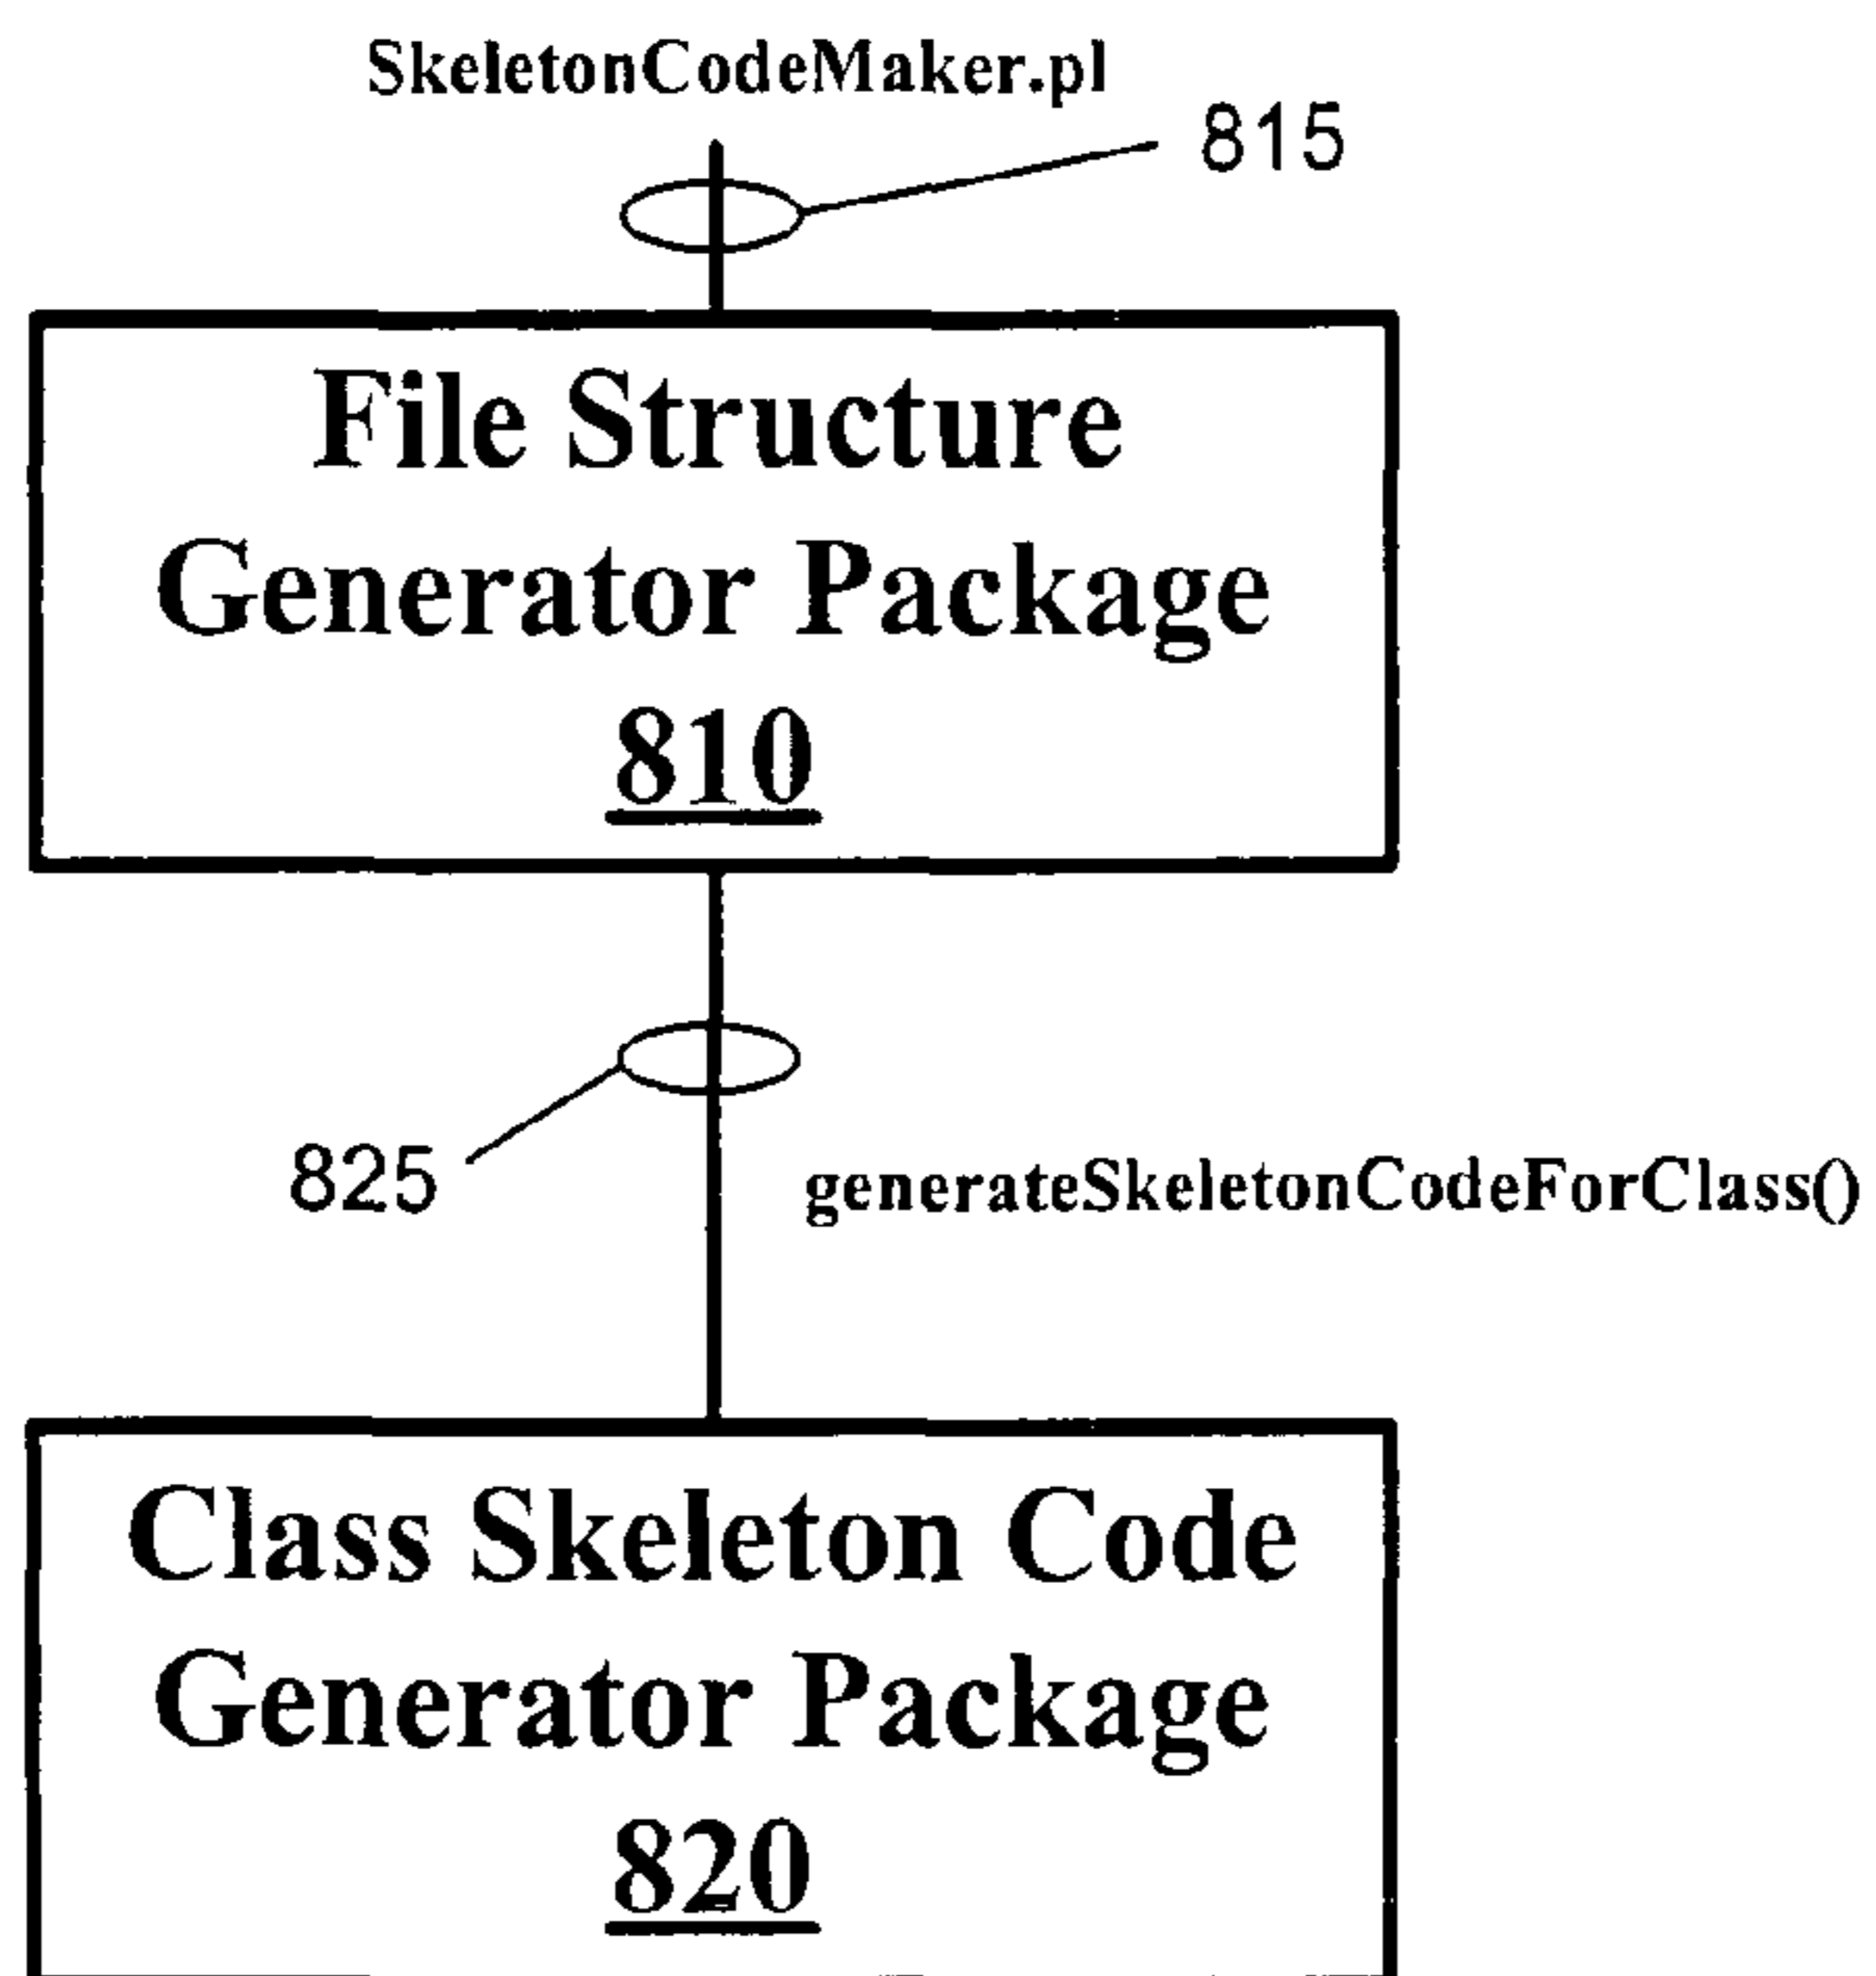 SkeletonCodeMaker.pl
815
File Structure
Generator Package
810
825
generateSkeletonCodeForClass()
Class Skeleton Code
Generator Package
820